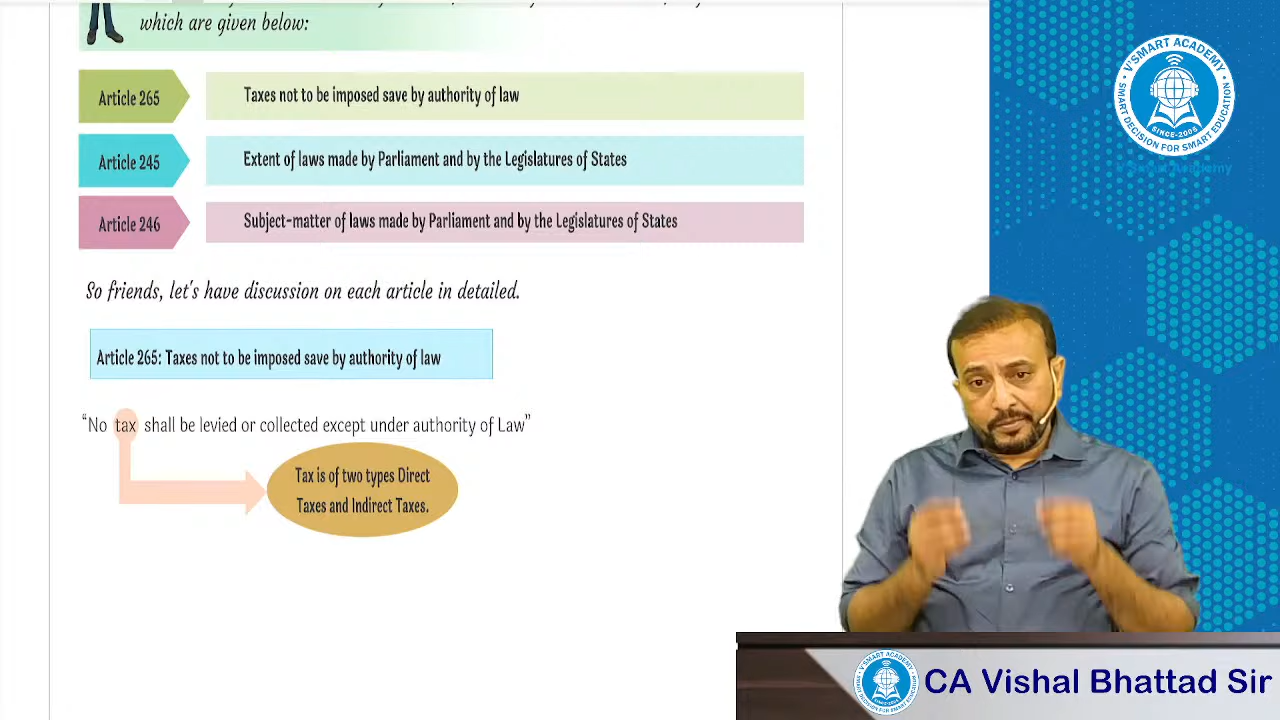 which are given below:
Article 265
Taxes not to be imposed save by authority of law
Article 245
Extent of laws made by Parliament and by the Legislatures of States
Article 246
Subject-matter of laws made by Parliament and by the Legislatures of States
So friends, let's have discussion on each article in detailed.
Article 265: Taxes not to be imposed save by authority of law
“No tax shall be levied or collected except under authority of Law”
Tax is of two types Direct
Taxes and Indirect Taxes.
V'SMART ACADEMY
SMART DECISION FOR SMART EDUCATION
SINCE-2005
Smart Academy
CA Vishal Bhattad Sir